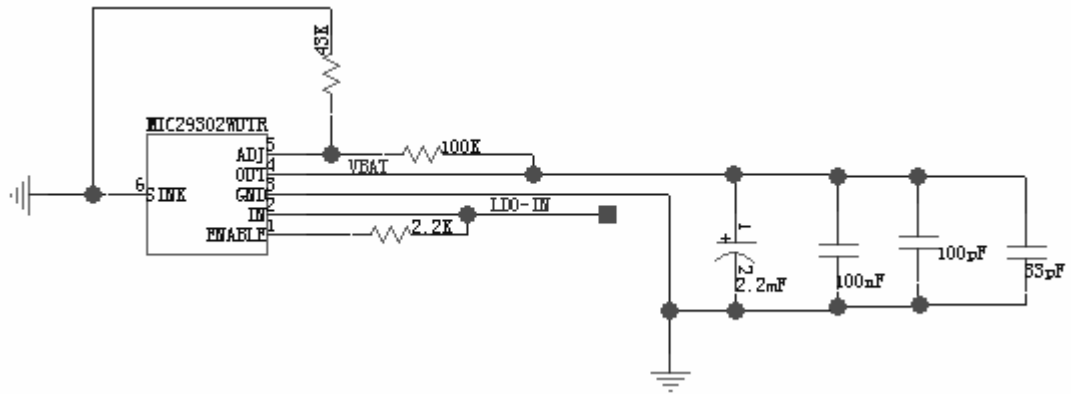 43K
MIC29302WUTR
5
ADJ
100K
4
OUT
VBAT
6
SINK
3
GND
2
IN
LDO-IN
1
ENABLE
2.2K
1
+
2
2.2mF
100nF
100pF
33pF